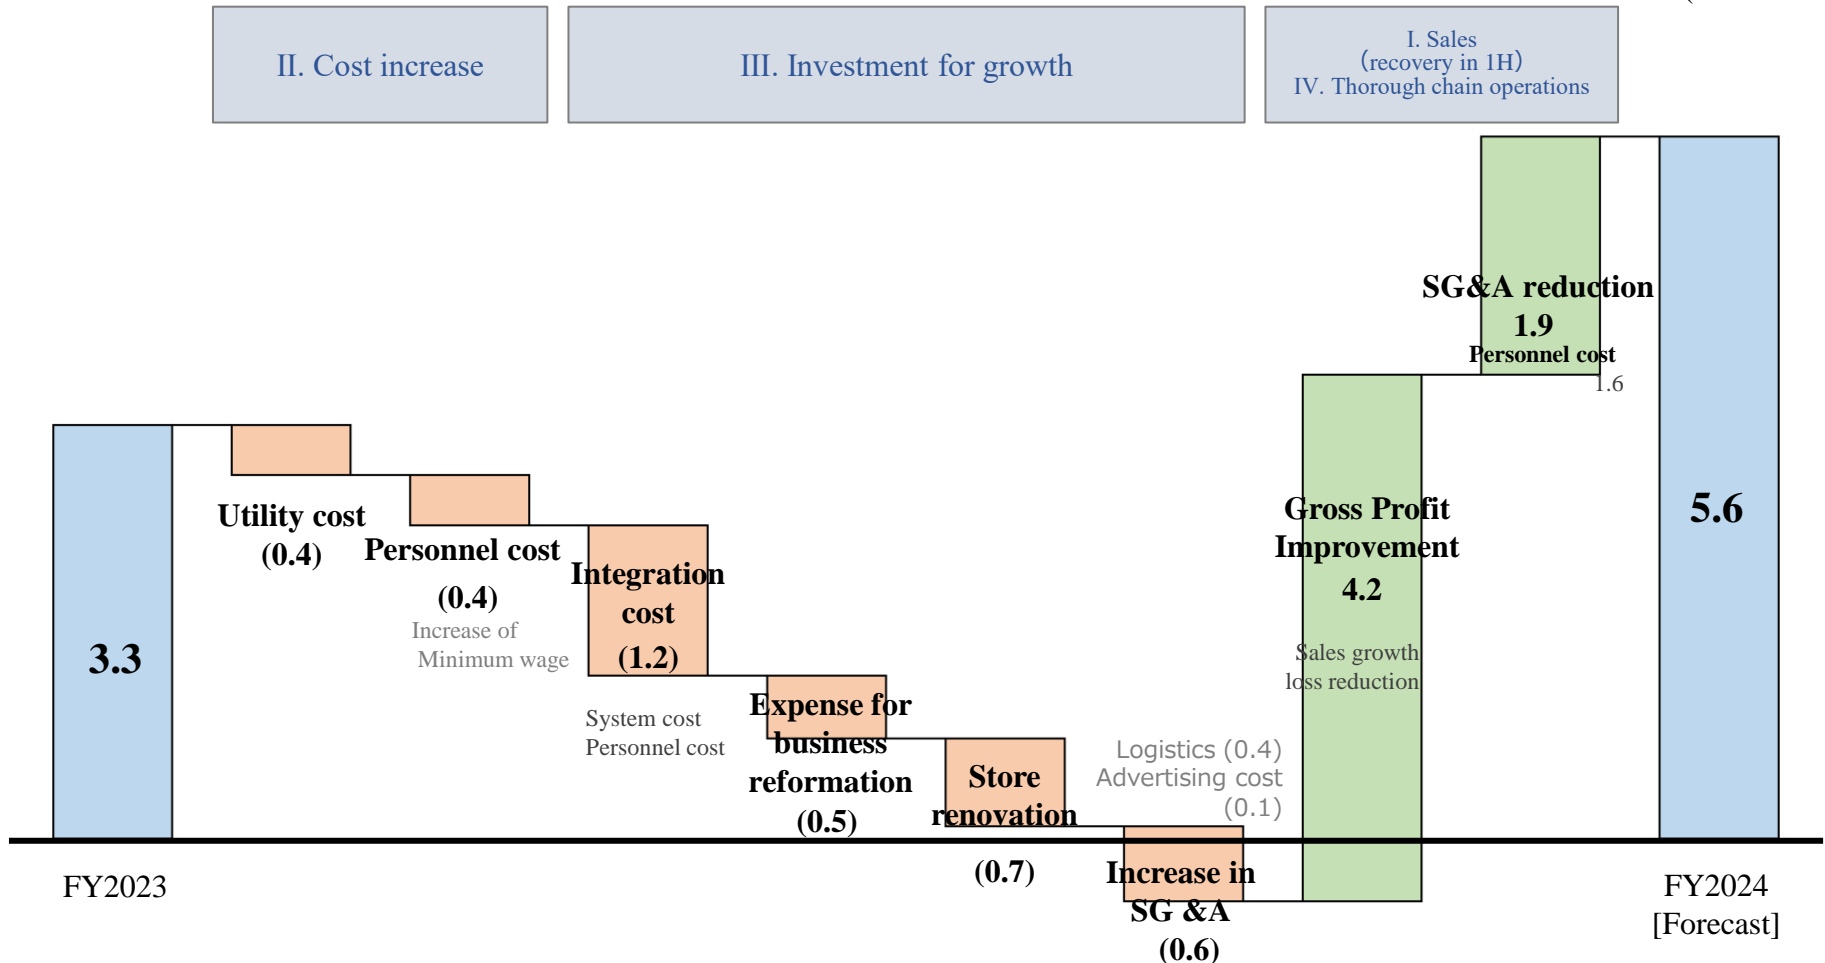 II. Cost increase
III. Investment for growth
I. Sales
(recovery in 1H)
IV. Thorough chain operations
SG&A reduction
1.9
Personnel cost
1.6
Utility cost
(0.4)
Personnel cost
(0.4)
Increase of
Minimum wage
Integration
cost
(1.2)
System cost
Personnel cost
Expense for
business
reformation
(0.5)
Store
renovation
(0.7)
Logistics (0.4)
Advertising cost
(0.1)
Increase in
SG &A
(0.6)
Gross Profit
Improvement
4.2
Sales growth
loss reduction
3.3
5.6
FY2023
FY2024
[Forecast]